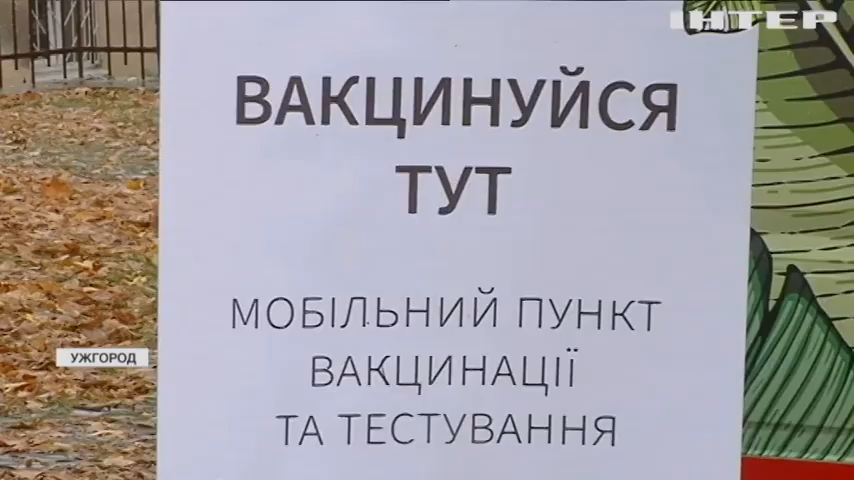 ІНТЕР
ВАКЦИНУЙСЯ
ТУТ
МОБІЛЬНИЙ ПУНКТ
ВАКЦИНАЦІЇ
ТА ТЕСТУВАННЯ
УЖГОРОД